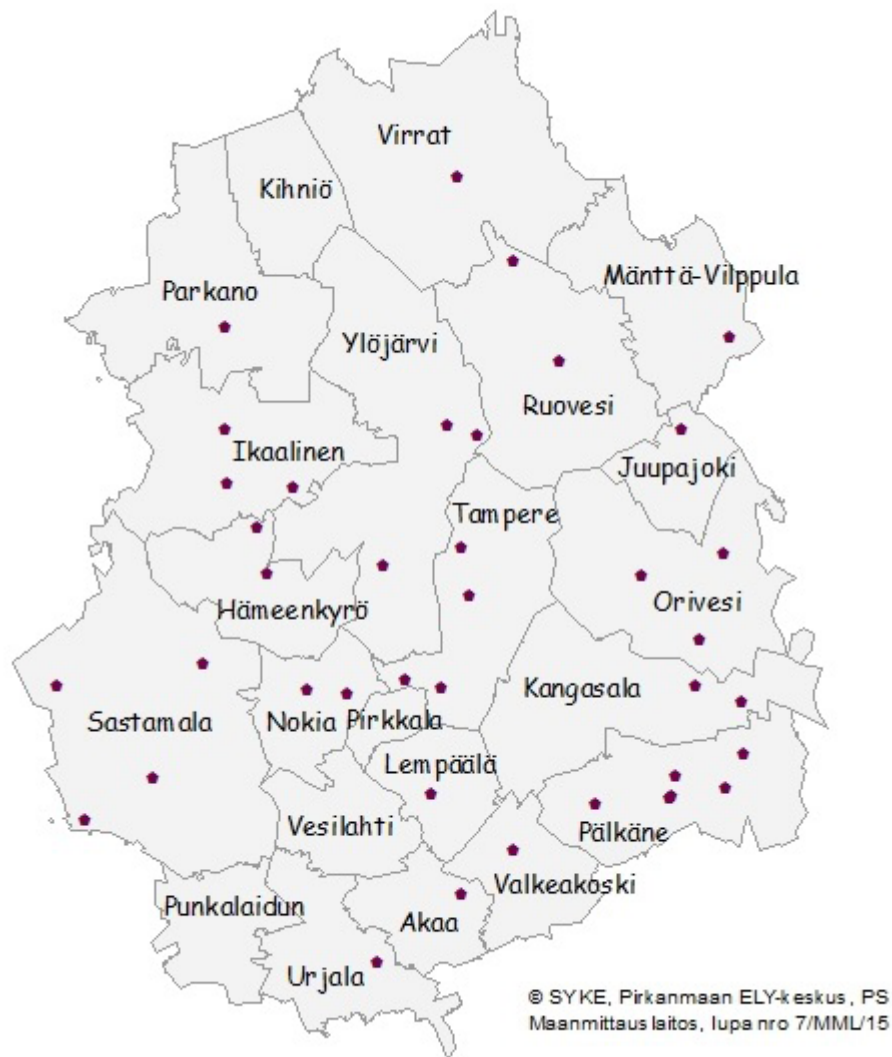 Virrat
Kihniö
Mänttä-Vilppula
Parkano
Ylöjärvi
Ruovesi
Ikaalinen
Juupajoki
Tampere
Hämeenkyrö
Orivesi
Kangasala
Sastamala
Nokia
Pirkkala
Lempäälä
Vesilahti
Pälkäne
Valkeakoski
Punkalaidun
Akaa
Urjala
© SYKE, Pirkanmaan ELY-keskus, PS
Maanmittauslaitos, lupa nro 7/MML/15